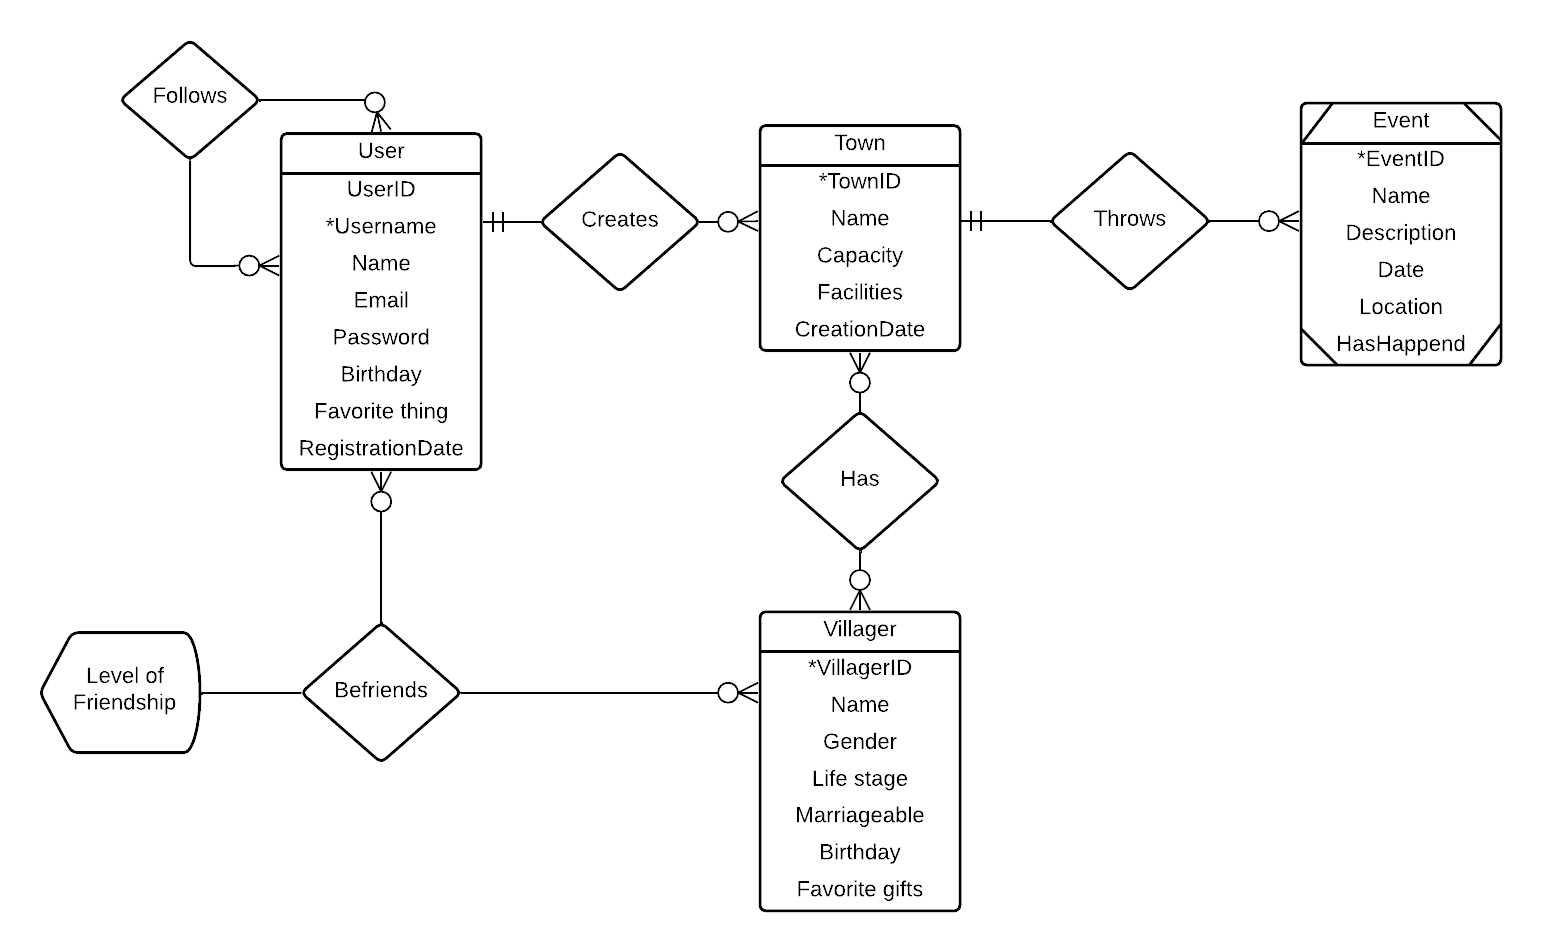 Follows
User
UserID
*Username
Name
Email
Password
Birthday
Favorite thing
RegistrationDate
Creates
Town
*TownID
Name
Capacity
Facilities
CreationDate
Throws
Event
*EventID
Name
Description
Date
Location
HasHappend
Has
Level of
Friendship
Befriends
Villager
*VillagerID
Name
Gender
Life stage
Marriageable
Birthday
Favorite gifts